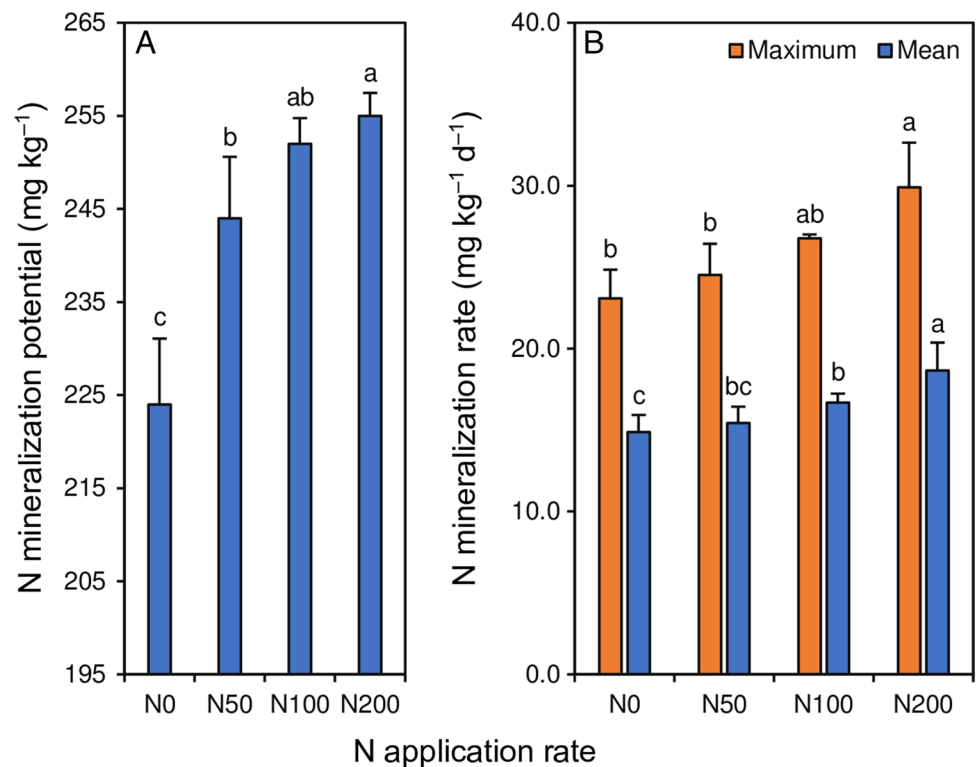 A
N mineralization potential (mg kg⁻¹)
265
255
245
235
225
215
205
195
c
b
ab
a
N0 N50 N100 N200
B
Maximum Mean
N mineralization rate (mg kg⁻¹ d⁻¹)
40.0
30.0
20.0
10.0
0.0
b
c
b
bc
ab
b
a
a
N0 N50 N100 N200
N application rate